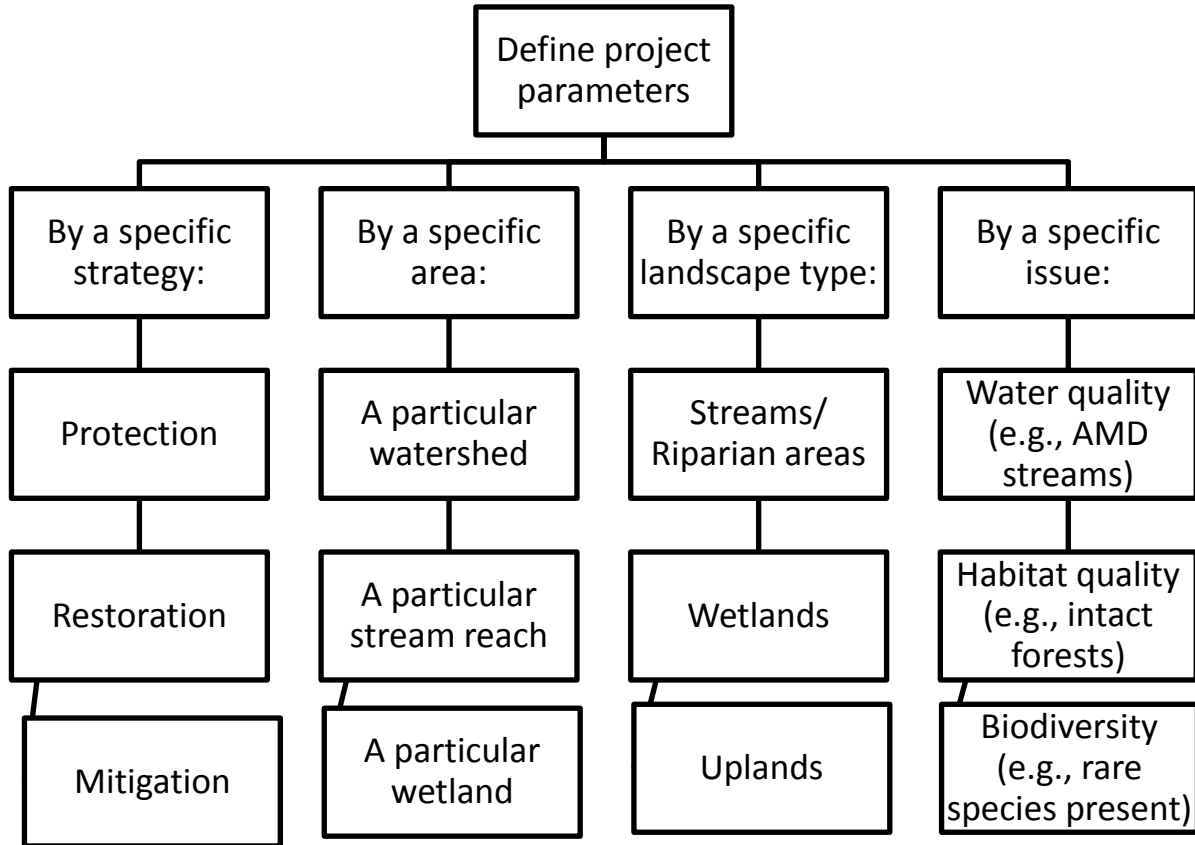 Define project
parameters
By a specific
strategy:
By a specific
area:
By a specific
landscape type:
By a specific
issue:
Protection
A particular
watershed
Streams/
Riparian areas
Water quality
(e.g., AMD
streams)
Restoration
A particular
stream reach
Wetlands
Habitat quality
(e.g., intact
forests)
Mitigation
A particular
wetland
Uplands
Biodiversity
(e.g., rare
species present)